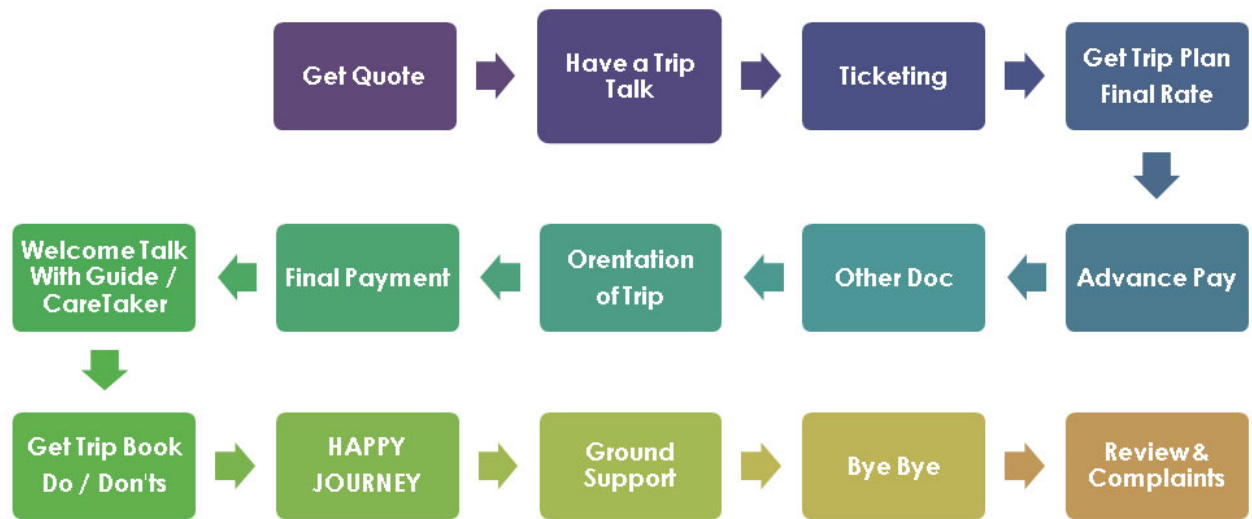 Get Quote
Have a Trip
Talk
Ticketing
Get Trip Plan
Final Rate
Advance Pay
Other Doc
Orentation
of Trip
Final Payment
Welcome Talk
With Guide /
CareTaker
Get Trip Book
Do / Don'ts
HAPPY
JOURNEY
Ground
Support
Bye Bye
Review &
Complaints